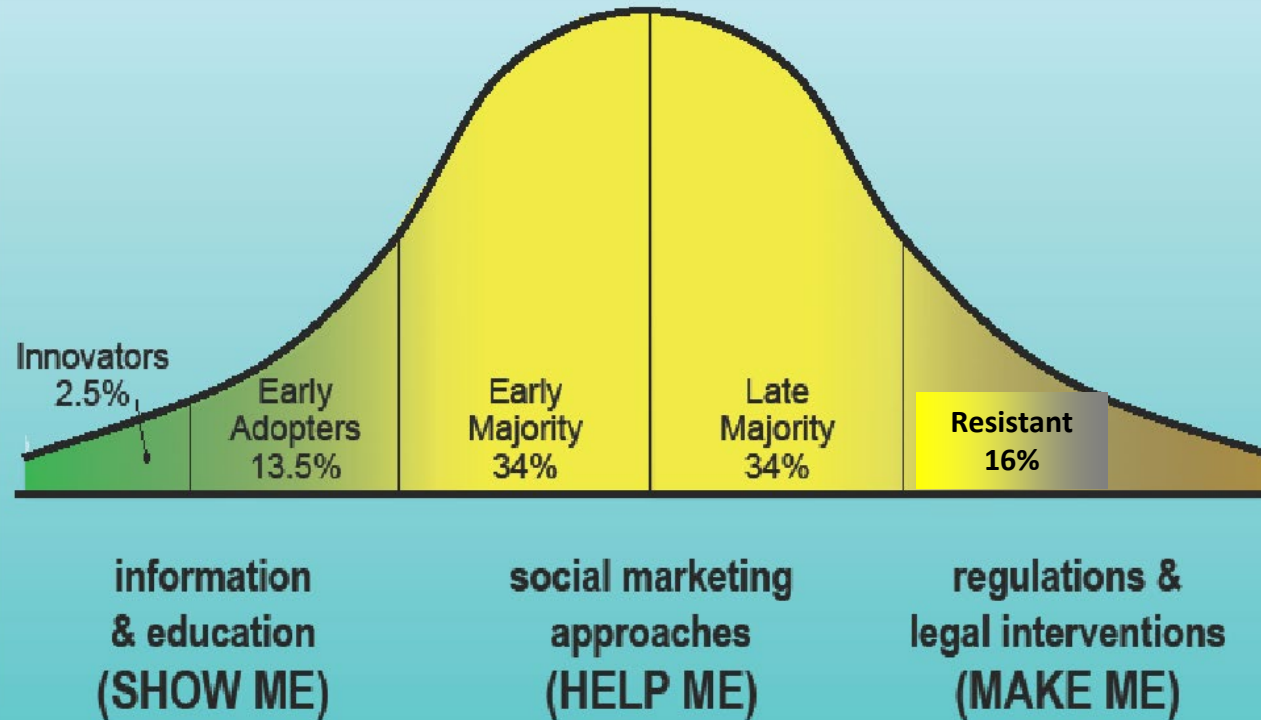 Innovators
2.5%
Early
Adopters
13.5%
Early
Majority
34%
Late
Majority
34%
Resistant
16%
information
& education
(SHOW ME)
social marketing
approaches
(HELP ME)
regulations &
legal interventions
(MAKE ME)